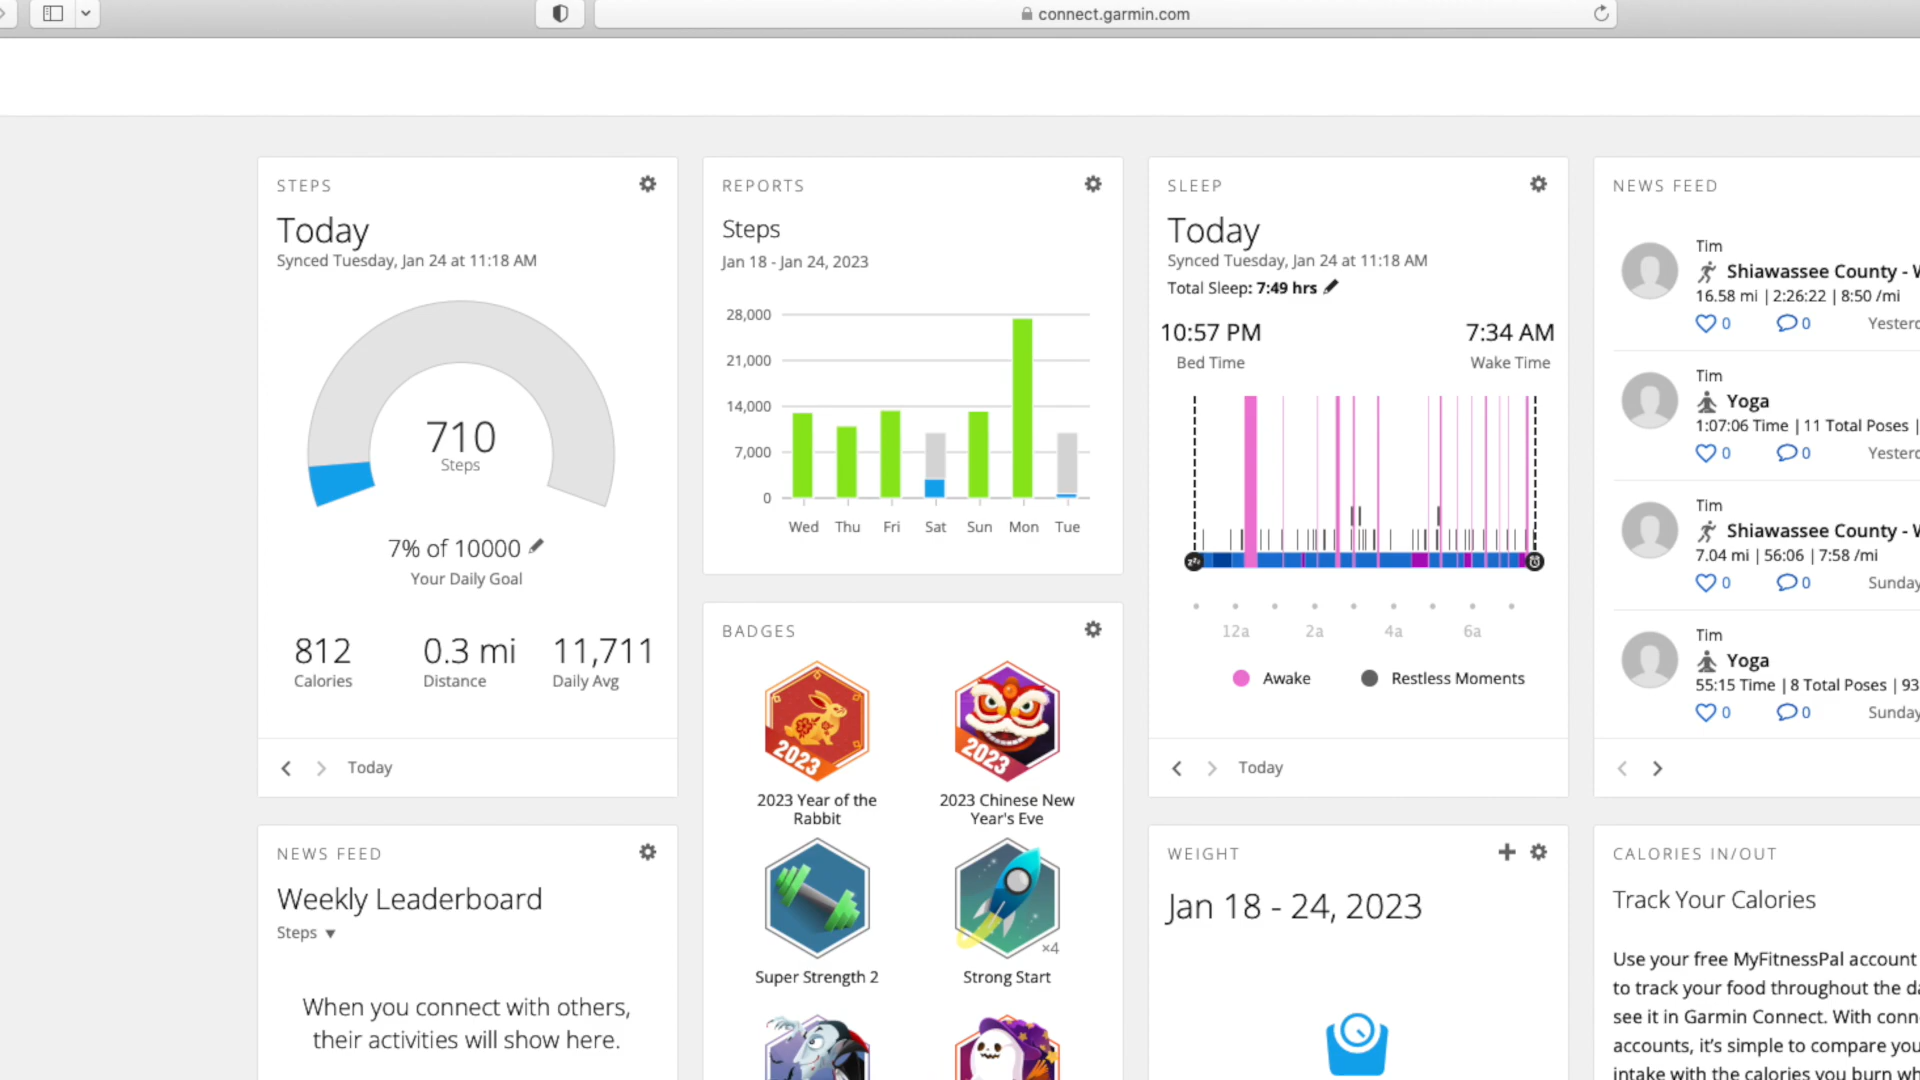 connect.garmin.com
STEPS
Today
Synced Tuesday, Jan 24 at 11:18 AM
710
Steps
7% of 10000
Your Daily Goal
812
Calories
0.3 mi
Distance
11,711
Daily Avg
Today
REPORTS
Steps
Jan 18 - Jan 24, 2023
28,000
21,000
14,000
7,000
0
Wed Thu Fri Sat Sun Mon Tue
BADGES
2023
2023 Year of the
Rabbit
2023
2023 Chinese New
Year's Eve
Super Strength 2
×4
Strong Start
SLEEP
Today
Synced Tuesday, Jan 24 at 11:18 AM
Total Sleep: 7:49 hrs
10:57 PM
Bed Time
7:34 AM
Wake Time
zzz
12a 2a 4a 6a
Awake
Restless Moments
Today
NEWS FEED
Tim
Shiawassee County - W
16.58 mi | 2:26:22 | 8:50 /mi
0 0 Yesterd
Tim
Yoga
1:07:06 Time | 11 Total Poses |
0 0 Yesterd
Tim
Shiawassee County - W
7.04 mi | 56:06 | 7:58 /mi
0 0 Sunday
Tim
Yoga
55:15 Time | 8 Total Poses | 93
0 0 Sunday
NEWS FEED
Weekly Leaderboard
Steps
When you connect with others,
their activities will show here.
WEIGHT
Jan 18 - 24, 2023
CALORIES IN/OUT
Track Your Calories
Use your free MyFitnessPal account
to track your food throughout the da
see it in Garmin Connect. With conn
accounts, it's simple to compare you
intake with the calories you burn wh